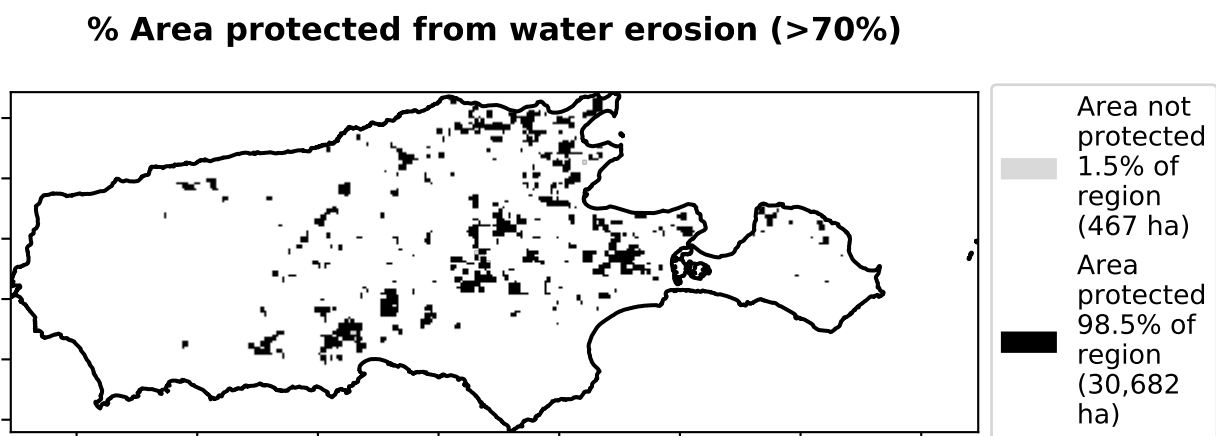 % Area protected from water erosion (>70%)
Area not
protected
1.5% of
region
(467 ha)
Area
protected
98.5% of
region
(30,682
ha)